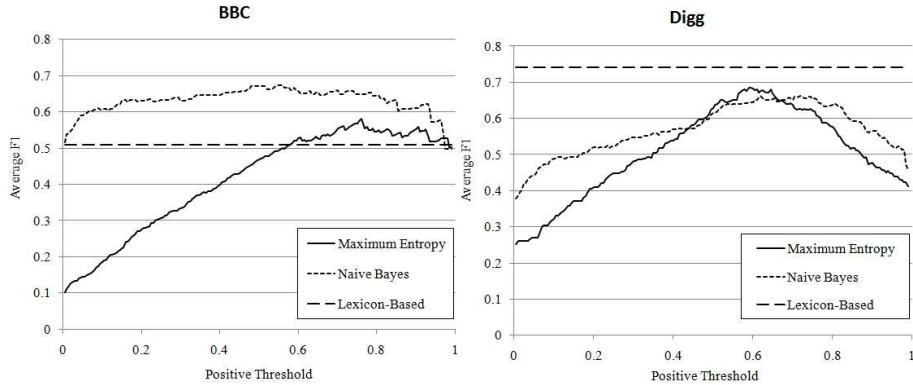 BBC
0.8
0.7
0.6
0.5
0.4
0.3
0.2
0.1
0
Average F1
0 0.2 0.4 0.6 0.8 1
Positive Threshold
Maximum Entropy
Naive Bayes
Lexicon-Based
Digg
0.8
0.7
0.6
0.5
0.4
0.3
0.2
0.1
0
Average F1
0 0.2 0.4 0.6 0.8 1
Positive Threshold
Maximum Entropy
Naive Bayes
Lexicon-Based